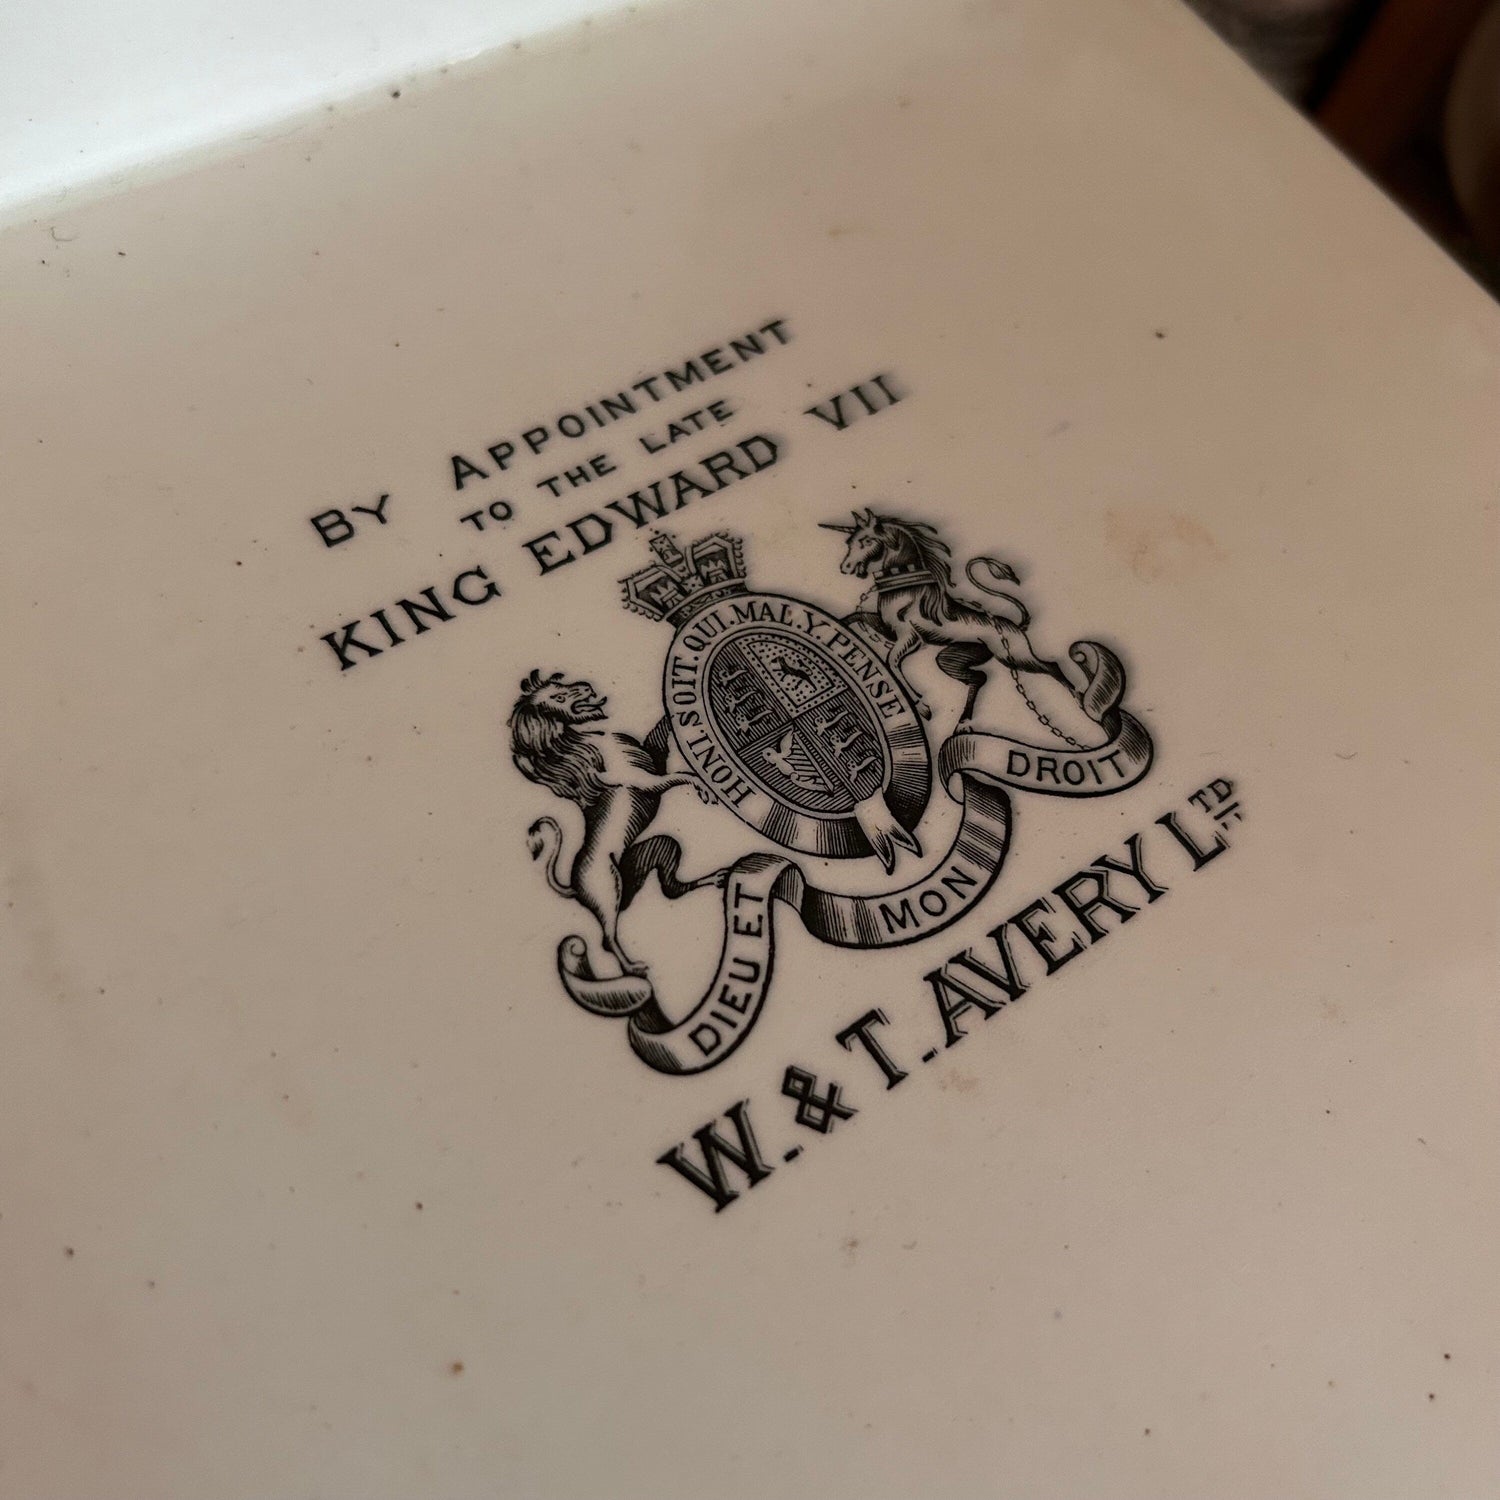 By Appointment
TO THE LATE
KING EDWARD VII
HONI.SOIT.QUI.MAL.Y.PENSE
DIEU ET MON DROIT
W. & T. AVERY LTD